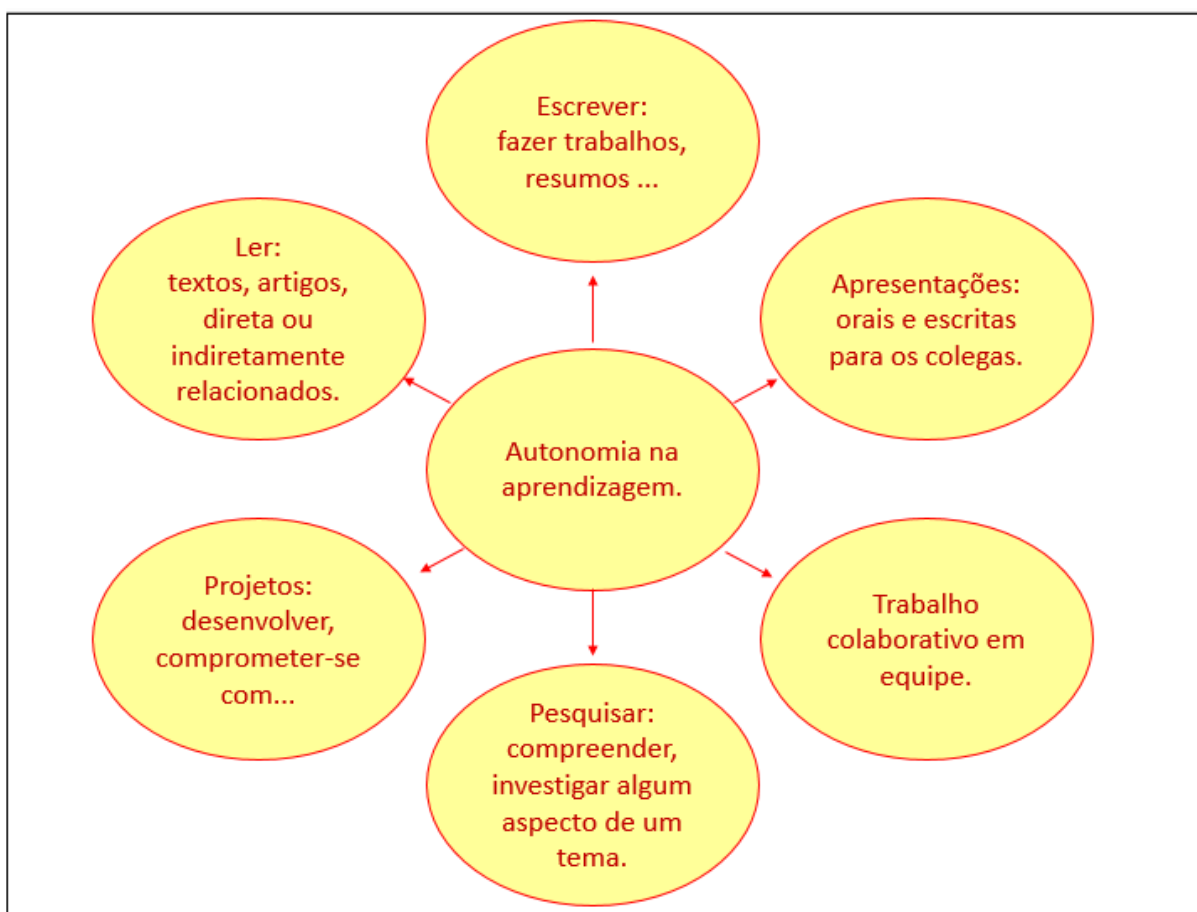 Escrever:
fazer trabalhos,
resumos ...
Ler:
textos, artigos,
direta ou
indiretamente
relacionados.
Apresentações:
orais e escritas
para os colegas.
Autonomia na
aprendizagem.
Projetos:
desenvolver,
comprometer-se
com...
Trabalho
colaborativo em
equipe.
Pesquisar:
compreender,
investigar algum
aspecto de um
tema.